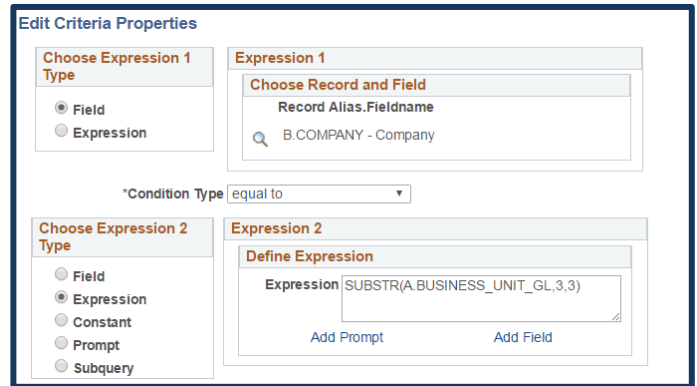 Edit Criteria Properties
Choose Expression 1
Type
Field
Expression
Expression 1
Choose Record and Field
Record Alias.Fieldname
B.COMPANY - Company
*Condition Type equal to
Choose Expression 2
Type
Field
Expression
Constant
Prompt
Subquery
Expression 2
Define Expression
Expression SUBSTR(A.BUSINESS_UNIT_GL,3,3)
Add Prompt Add Field